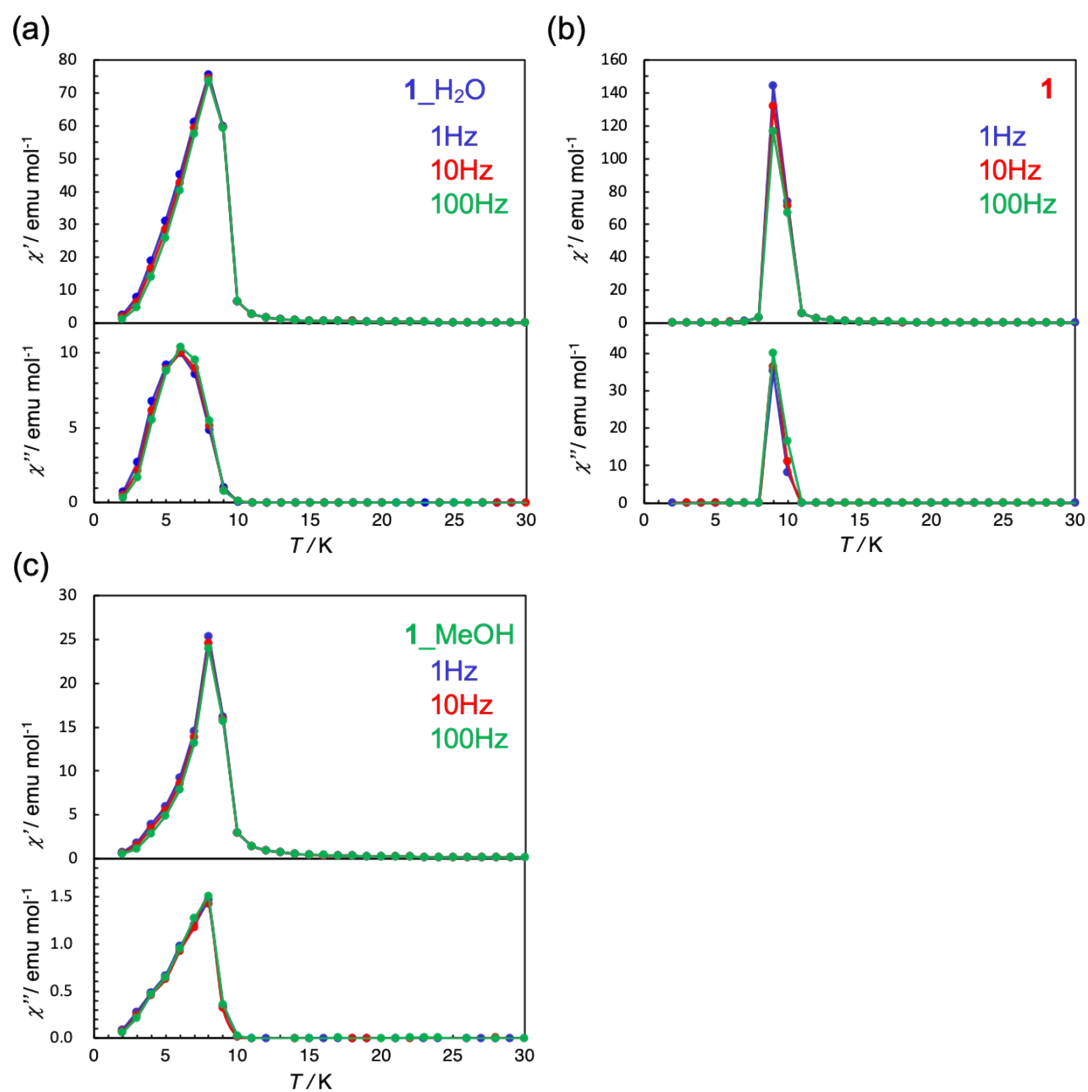 (a)
80
70
60
50
40
30
20
10
0
χ'/ emu mol-1
1_H2O
1Hz
10Hz
100Hz
10
5
0
χ''/ emu mol-1
0 5 10 15 20 25 30
T / K
(b)
160
140
120
100
80
60
40
20
0
χ'/ emu mol-1
1
1Hz
10Hz
100Hz
40
30
20
10
0
χ''/ emu mol-1
0 5 10 15 20 25 30
T / K
(c)
30
25
20
15
10
5
0
χ'/ emu mol-1
1_MeOH
1Hz
10Hz
100Hz
1.5
1.0
0.5
0.0
χ''/ emu mol-1
0 5 10 15 20 25 30
T / K